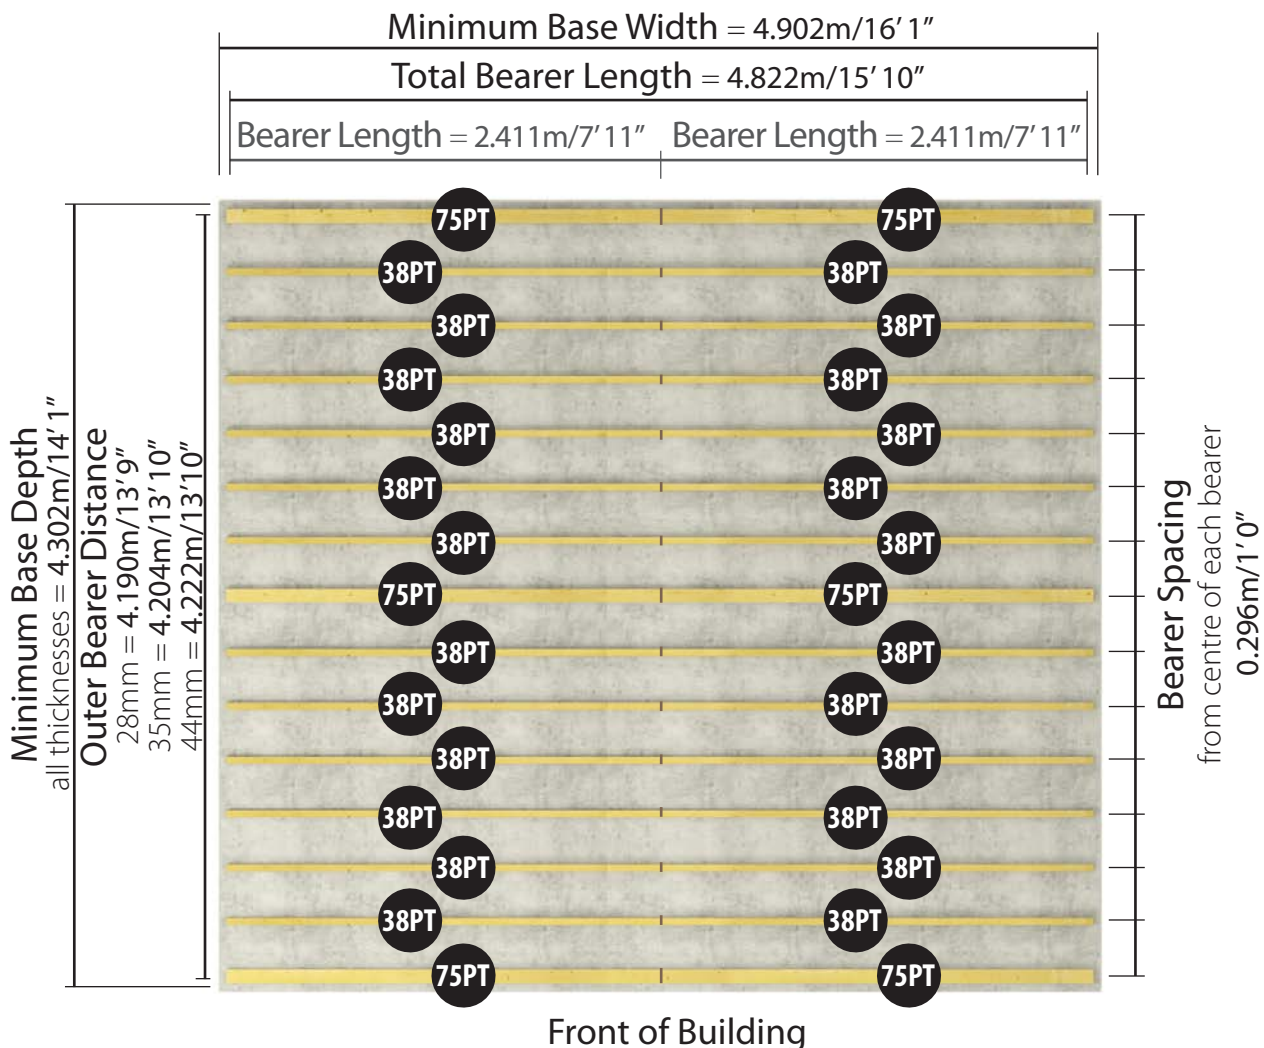 Minimum Base Width = 4.902m/16’ 1”
Total Bearer Length = 4.822m/15’ 10”
Bearer Length = 2.411m/7’ 11” Bearer Length = 2.411m/7’ 11”
75PT 75PT
38PT 38PT
38PT 38PT
38PT 38PT
38PT 38PT
38PT 38PT
38PT 38PT
75PT 75PT
38PT 38PT
38PT 38PT
38PT 38PT
38PT 38PT
38PT 38PT
38PT 38PT
75PT 75PT
Minimum Base Depth
all thicknesses = 4.302m/14’ 1”
Outer Bearer Distance
28mm = 4.190m/13’ 9”
35mm = 4.204m/13’ 10”
44mm = 4.222m/13’10”
Bearer Spacing
from centre of each bearer
0.296m/1’ 0”
Front of Building